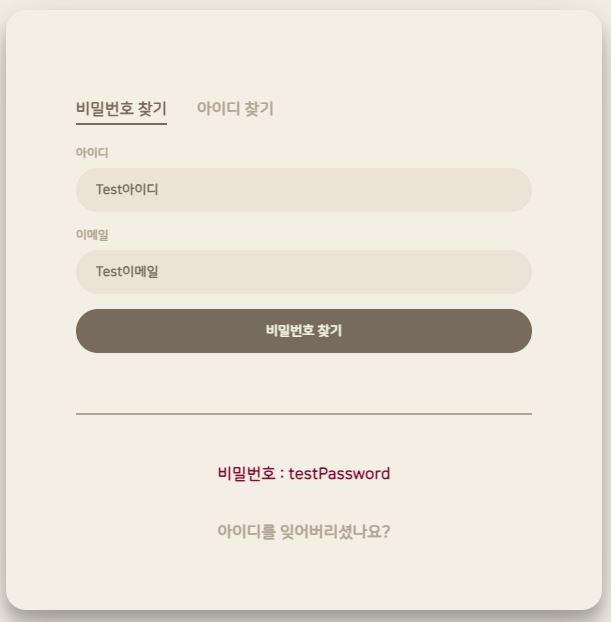 비밀번호 찾기 아이디 찾기
아이디
Test아이디
이메일
Test이메일
비밀번호 찾기
비밀번호 : testPassword
아이디를 잊어버리셨나요?